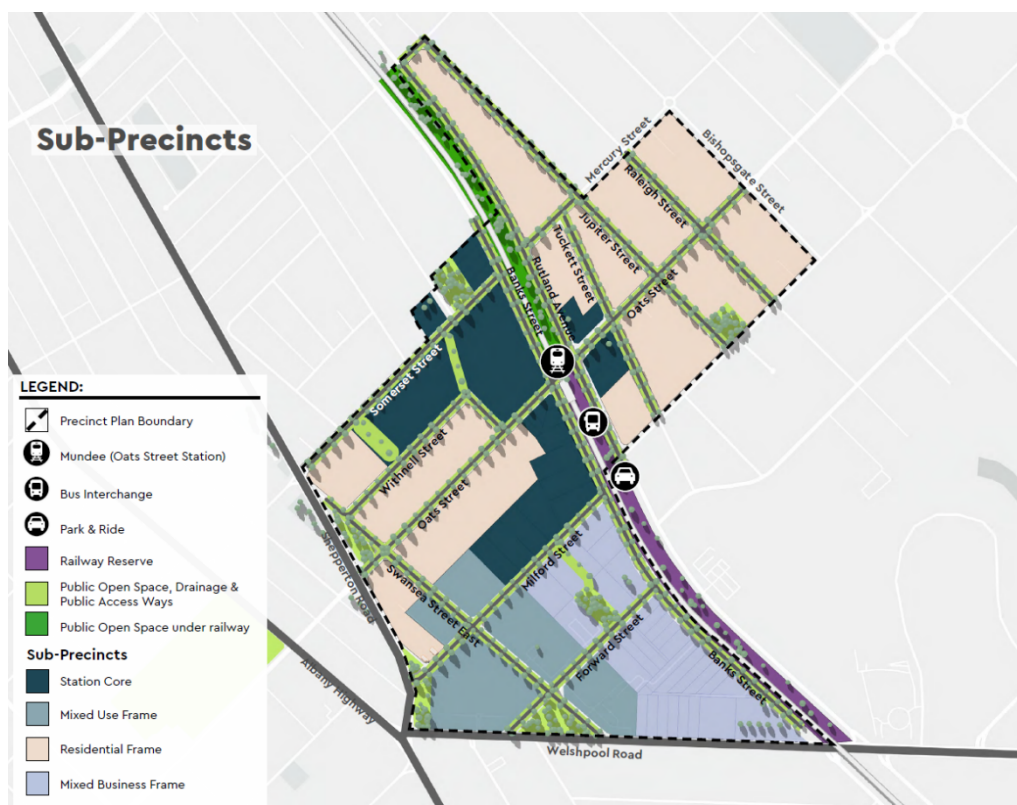 Sub-Precincts
Mercury Street
Bishopsgate Street
Raleigh Street
Jupiter Street
Tuckett Street
Rutland Avenue
Banks Street
Oats Street
Somerset Street
Withnell Street
Oats Street
Shepperton Road
Swansea Street East
Milford Street
Forward Street
Banks Street
Albany Highway
Welshpool Road
LEGEND:
Precinct Plan Boundary
Mundee (Oats Street Station)
Bus Interchange
Park & Ride
Railway Reserve
Public Open Space, Drainage &
Public Access Ways
Public Open Space under railway
Sub-Precincts
Station Core
Mixed Use Frame
Residential Frame
Mixed Business Frame